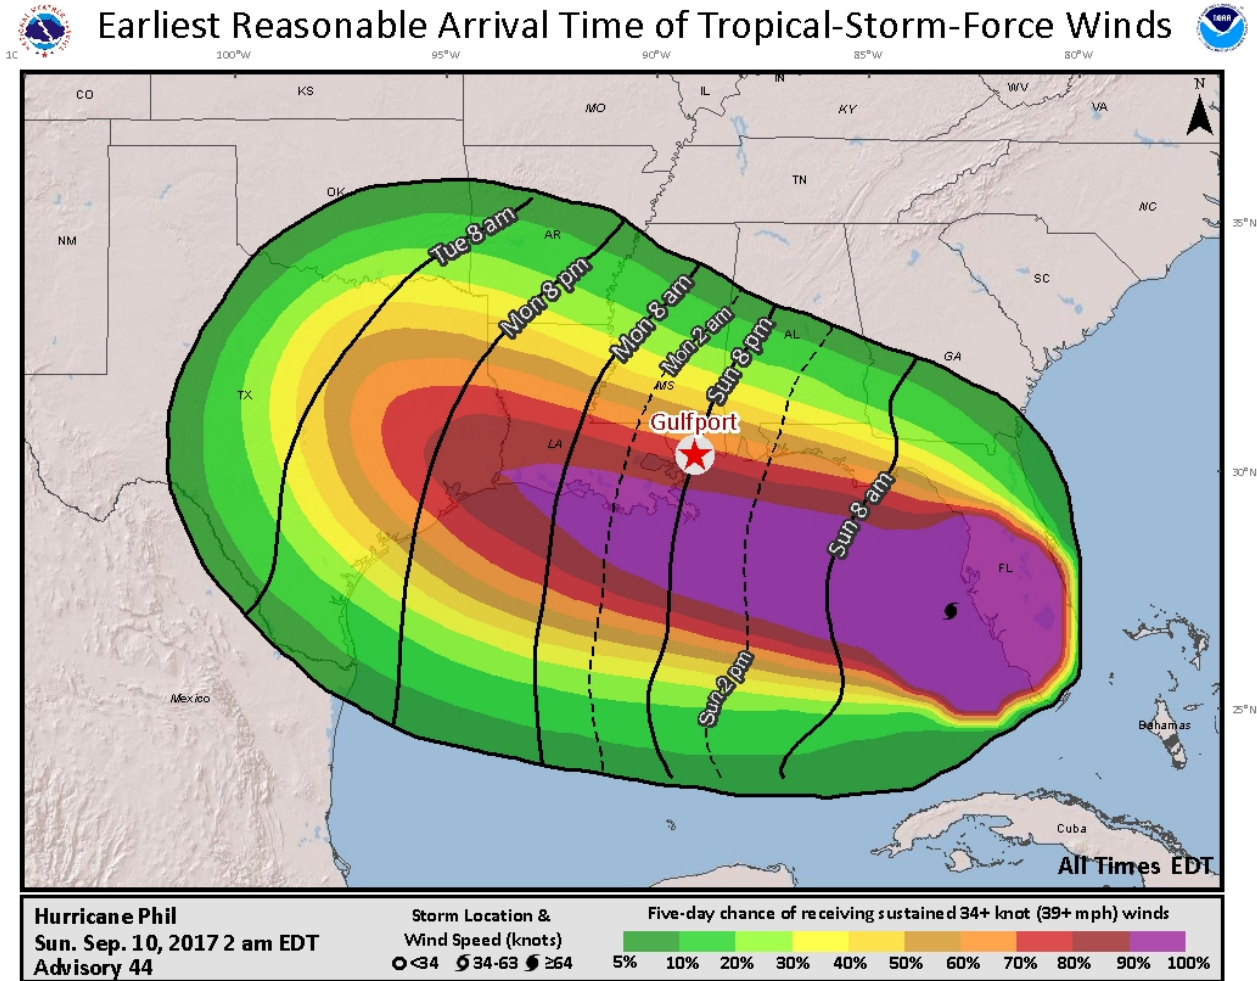 Earliest Reasonable Arrival Time of Tropical-Storm-Force Winds
NOAA
100°W 95°W 90°W 85°W 80°W
CO KS MO IL IN KY WV VA
N
OK TN NC
NM AR 35°N
Tue 8 am
SC
Mon 8 pm
Mon 8 am
Mon 2 am
Sun 8 pm
AL
GA
TX MS
Gulfport
LA
30°N
Sun 8 am
FL
Sun 2 pm
Mexico
25°N
Bahamas
Cuba
All Times EDT
Hurricane Phil
Sun. Sep. 10, 2017 2 am EDT
Advisory 44
Storm Location &
Wind Speed (knots)
<34 34-63 ≥64
Five-day chance of receiving sustained 34+ knot (39+ mph) winds
5% 10% 20% 30% 40% 50% 60% 70% 80% 90% 100%